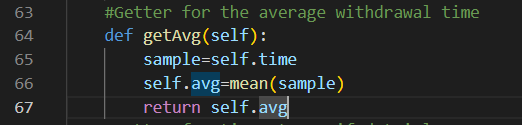 63 #Getter for the average withdrawal time
64 def getAvg(self):
65 sample=self.time
66 self.avg=mean(sample)
67 return self.avg